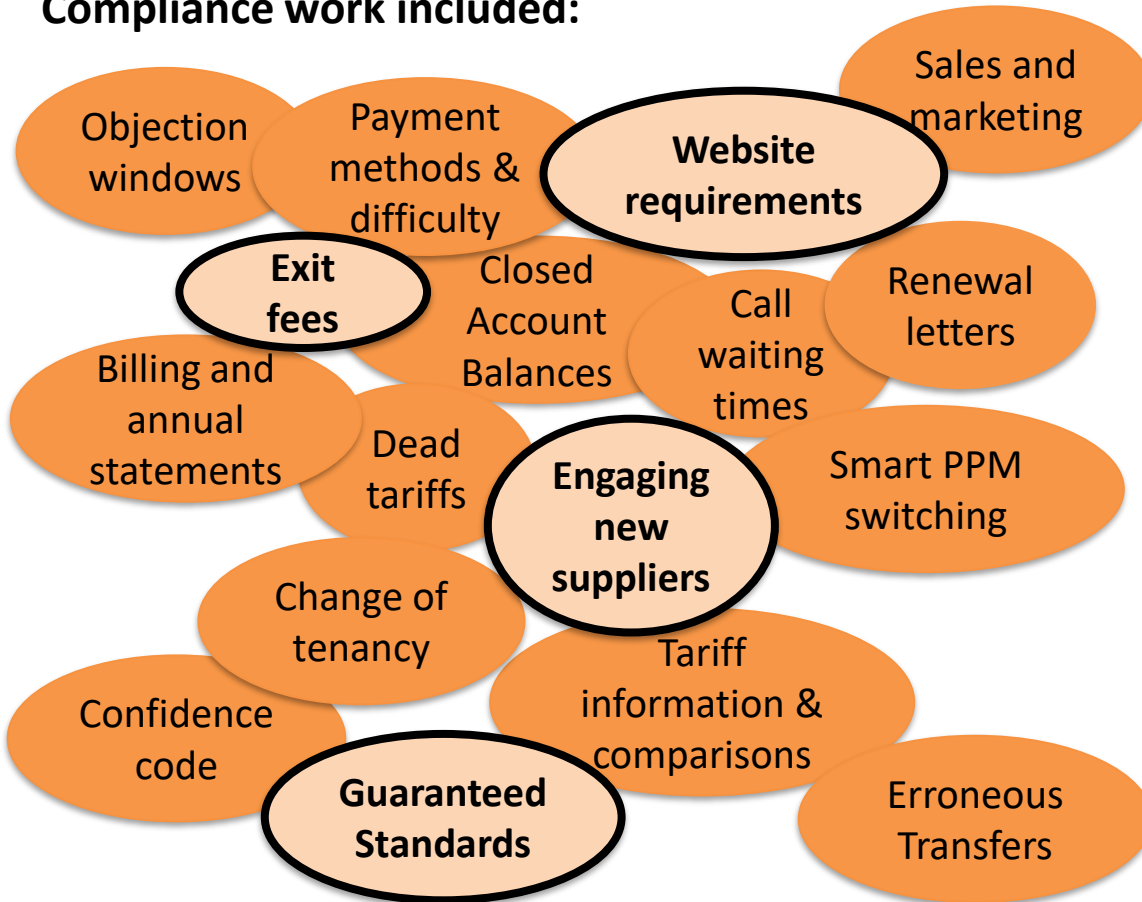 Compliance work included:
Objection
windows
Payment
methods &
difficulty
Website
requirements
Sales and
marketing
Exit
fees
Closed
Account
Balances
Call
waiting
times
Renewal
letters
Billing and
annual
statements
Dead
tariffs
Engaging
new
suppliers
Smart PPM
switching
Change of
tenancy
Tariff
information &
comparisons
Confidence
code
Guaranteed
Standards
Erroneous
Transfers